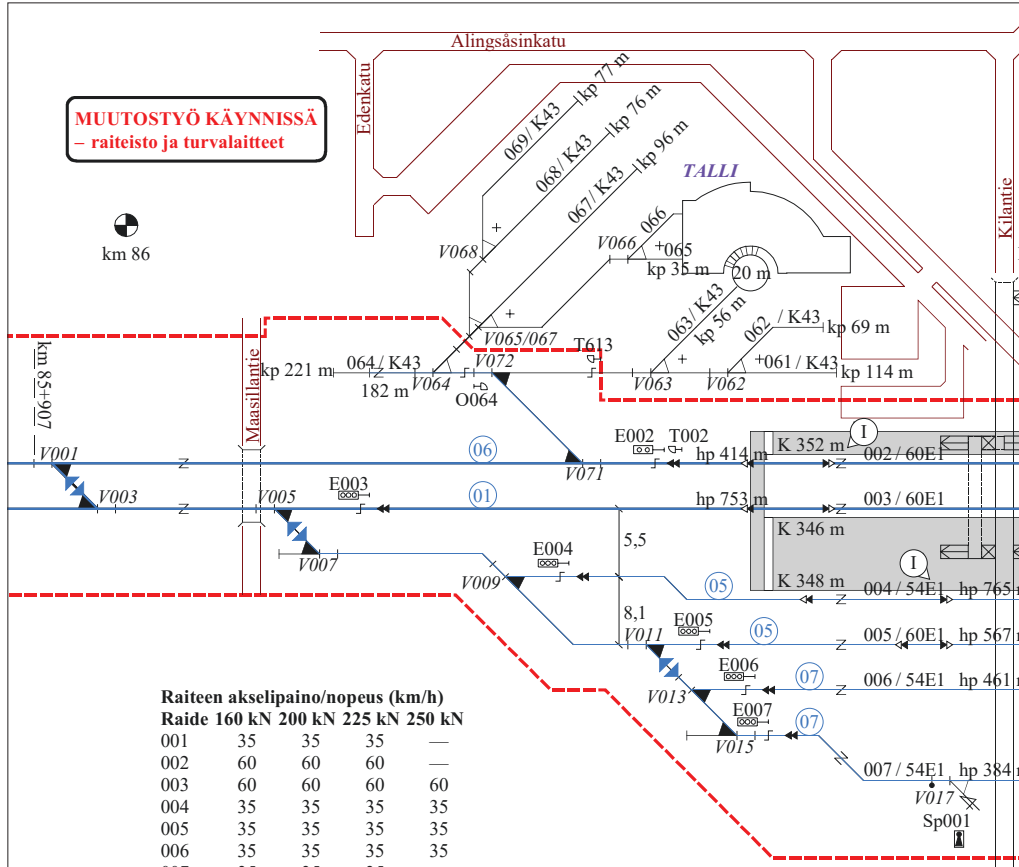 Alingsåsinkatu
Edenkatu
Kilantie
MUUTOSTYÖ KÄYNNISSÄ
– raiteisto ja turvalaitteet
069/ K43
kp 77 m
068/ K43
kp 76 m
067/ K43
kp 96 m
TALLI
km 86
V068
V066
066
+065
kp 35 m
20 m
063/ K43
kp 56 m
062 / K43
kp 69 m
V065/067
T613
km 85+907
Maasillantie
kp 221 m
064/ K43
182 m
V064
V072
O064
V063
V062
061/ K43
kp 114 m
V001
06
V071
E002
T002
hp 414 m
K 352 m
I
002 / 60E1
V003
V005
E003
01
hp 753 m
003 / 60E1
K 346 m
V007
5,5
E004
V009
K 348 m
I
05
004 / 54E1
hp 765 m
8,1
V011
E005
05
005 / 60E1
hp 567 m
E006
V013
07
006 / 54E1
hp 461 m
E007
V015
07
007 / 54E1
hp 384 m
V017
Sp001
Raiteen akselipaino/nopeus (km/h)
Raide 160 kN 200 kN 225 kN 250 kN
001 35 35 35 —
002 60 60 60 —
003 60 60 60 60
004 35 35 35 35
005 35 35 35 35
006 35 35 35 35